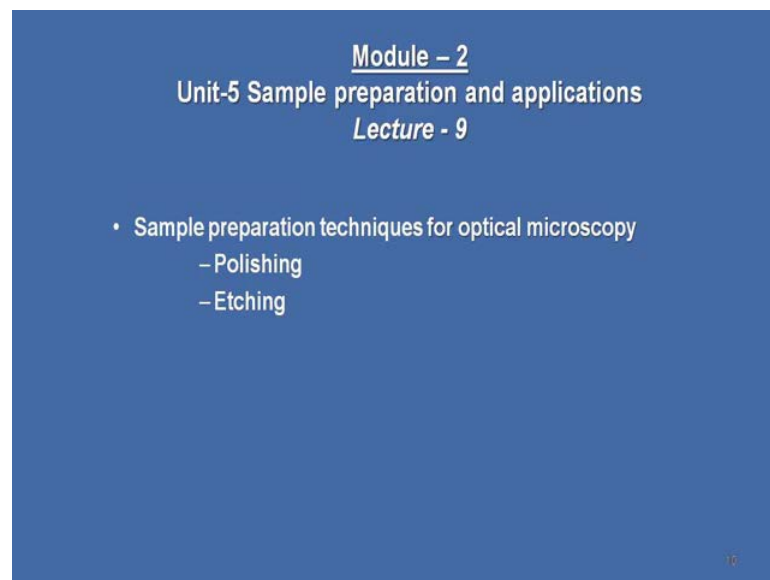 Module – 2
Unit-5 Sample preparation and applications
Lecture - 9
• Sample preparation techniques for optical microscopy
– Polishing
– Etching